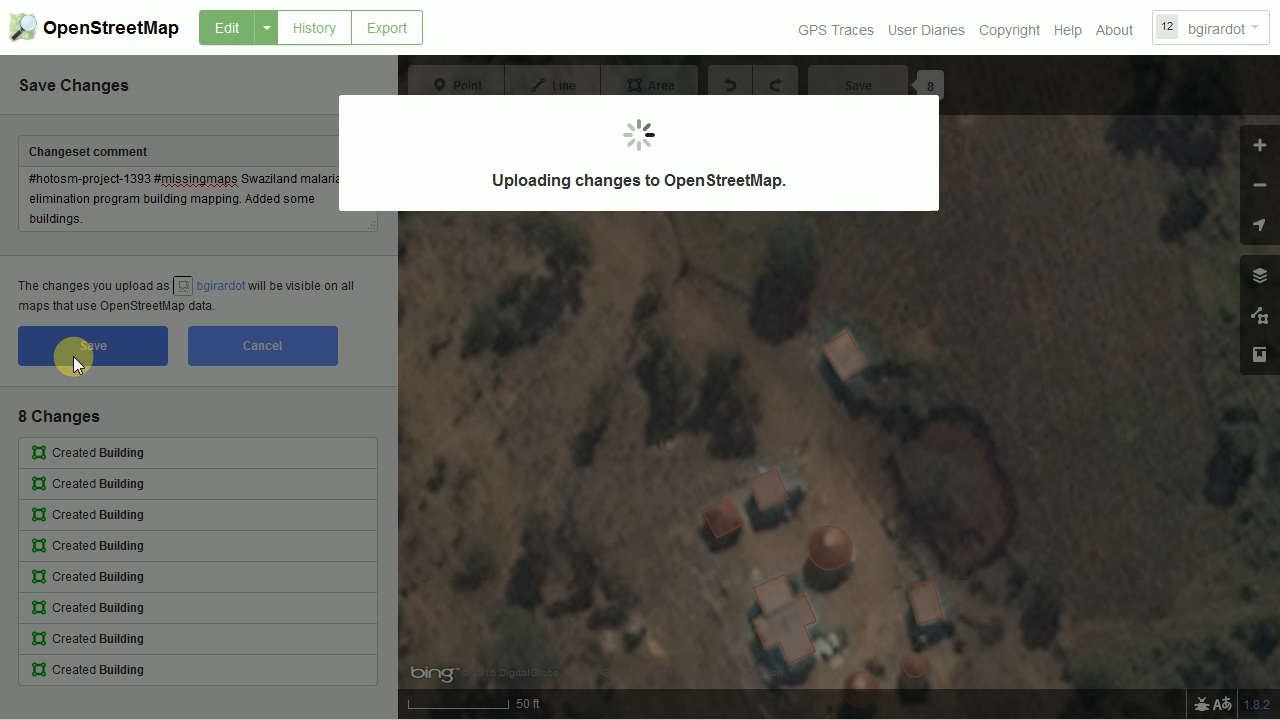 OpenStreetMap
Edit
History
Export
GPS Traces
User Diaries
Copyright
Help
About
12
bgirardot
Save Changes
Point
Line
Area
Save
8
Uploading changes to OpenStreetMap.
Changeset comment
#hotosm-project-1393 #missingmaps Swaziland malaria
elimination program building mapping. Added some
buildings.
The changes you upload as bgirardot will be visible on all
maps that use OpenStreetMap data.
Save
Cancel
8 Changes
Created Building
Created Building
Created Building
Created Building
Created Building
Created Building
Created Building
Created Building
bing
50 ft
1.8.2